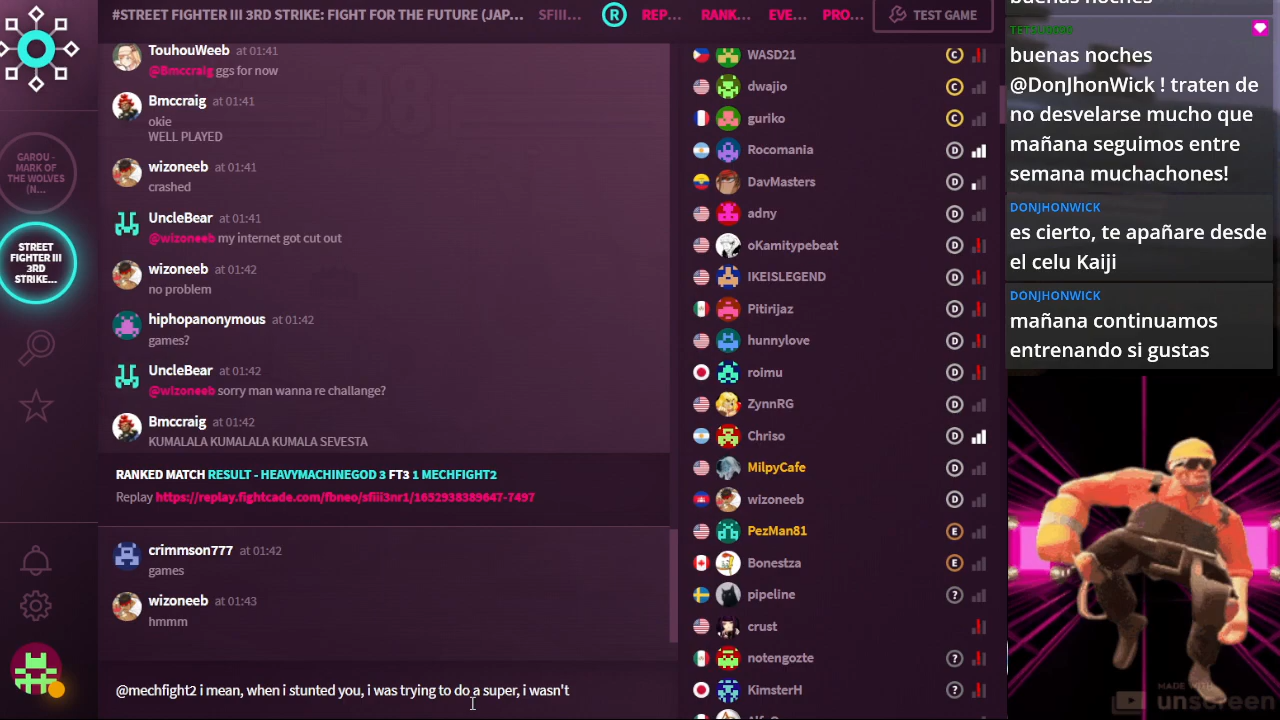 #STREET FIGHTER III 3RD STRIKE: FIGHT FOR THE FUTURE (JAP...
SFIII...
R
REP...
RANK...
EVE...
PRO...
TEST GAME
GAROU -
MARK OF
THE WOLVES
(N...
STREET
FIGHTER III
3RD
STRIKE...
TouhouWeeb at 01:41
@Bmccraig ggs for now
Bmccraig at 01:41
okie
WELL PLAYED
wizoneeb at 01:41
crashed
UncleBear at 01:41
@wizoneeb my internet got cut out
wizoneeb at 01:42
no problem
hiphopanonymous at 01:42
games?
UncleBear at 01:42
@wizoneeb sorry man wanna re challange?
Bmccraig at 01:42
KUMALALA KUMALALA KUMALA SEVESTA
RANKED MATCH RESULT - HEAVYMACHINEGOD 3 FT3 1 MECHFIGHT2
Replay https://replay.fightcade.com/fbneo/sfiii3nr1/1652938389647-7497
crimmson777 at 01:42
games
wizoneeb at 01:43
hmmm
@mechfight2 i mean, when i stunted you, i was trying to do a super, i wasn't
WASD21 C
dwajio C
guriko C
Rocomania D
DavMasters D
adny D
oKamitypebeat D
IKEISLEGEND D
Pitirijaz D
hunnylove D
roimu D
ZynnRG D
Chriso D
MilpyCafe D
wizoneeb D
PezMan81 E
Bonestza E
pipeline ?
crust
notengozte ?
KimsterH ?
buenas noches
buenas noches
@DonJhonWick ! traten de
no desvelarse mucho que
mañana seguimos entre
semana muchachones!
DONJHONWICK
es cierto, te apañare desde
el celu Kaiji
DONJHONWICK
mañana continuamos
entrenando si gustas
MADE WITH
unscreen